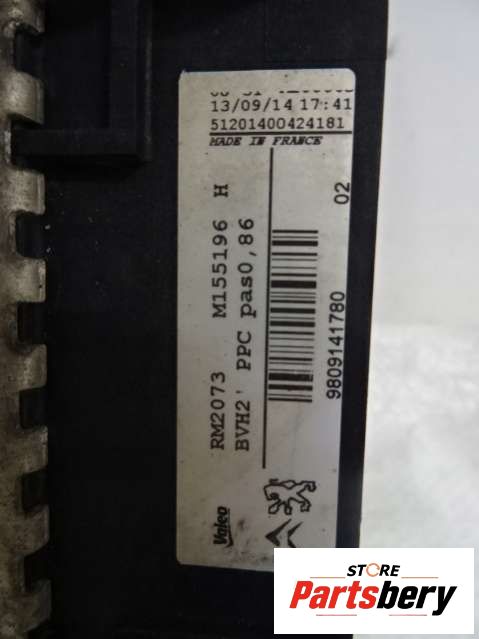 13/09/14 17:41
51201400424181
MADE IN FRANCE
RM2073 M155196 H
BVH2' PPC pas0,86
9809141780 02
Valeo
STORE
Partsbery